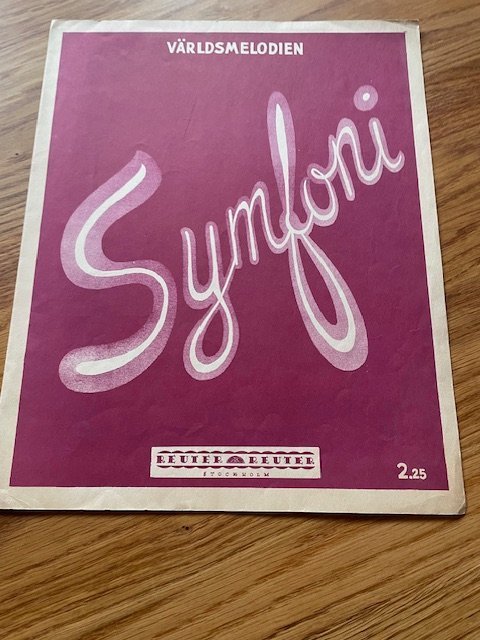 VÄRLDSMELODIEN
Symfoni
REUTER REUTER
STOCKHOLM
2.25